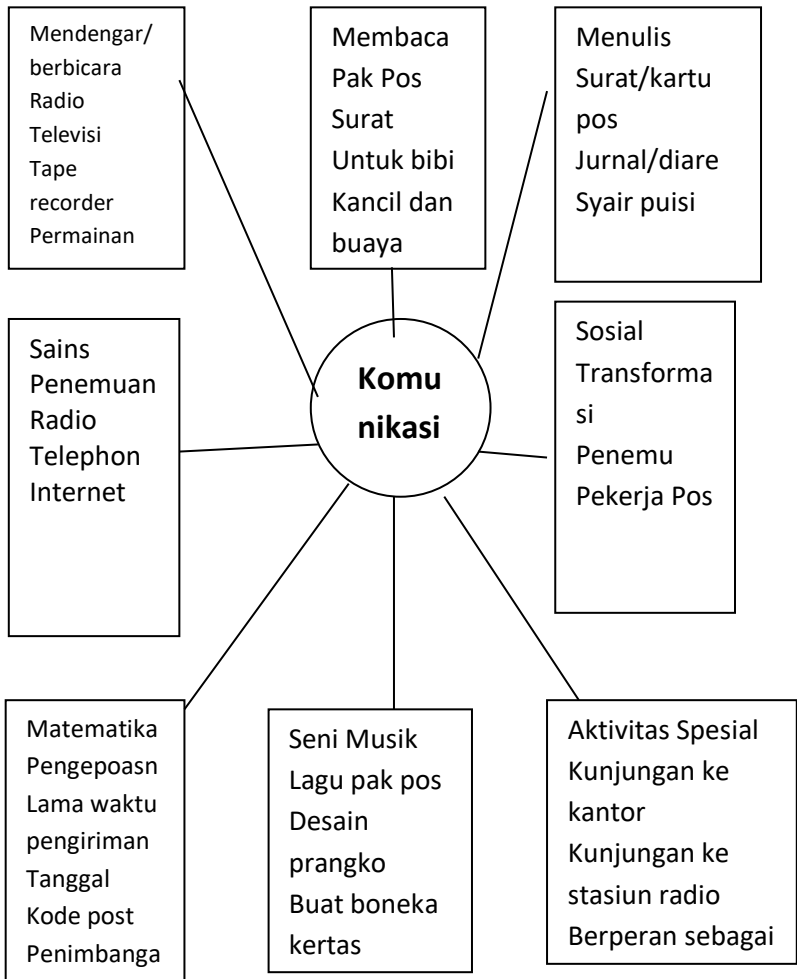 Mendengar/
berbicara
Radio
Televisi
Tape
recorder
Permainan
Membaca
Pak Pos
Surat
Untuk bibi
Kancil dan
buaya
Menulis
Surat/kartu
pos
Jurnal/diare
Syair puisi
Sains
Penemuan
Radio
Telephon
Internet
Komu
nikasi
Sosial
Transforma
si
Penemu
Pekerja Pos
Matematika
Pengepoasn
Lama waktu
pengiriman
Tanggal
Kode post
Penimbanga
Seni Musik
Lagu pak pos
Desain
prangko
Buat boneka
kertas
Aktivitas Spesial
Kunjungan ke
kantor
Kunjungan ke
stasiun radio
Berperan sebagai